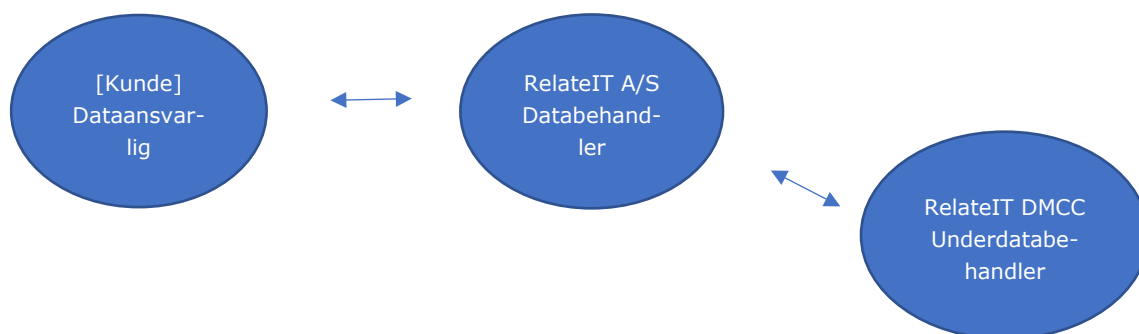 [Kunde]
Dataansvar-
lig
RelateIT A/S
Databehand-
ler
RelateIT DMCC
Underdatabe-
handler